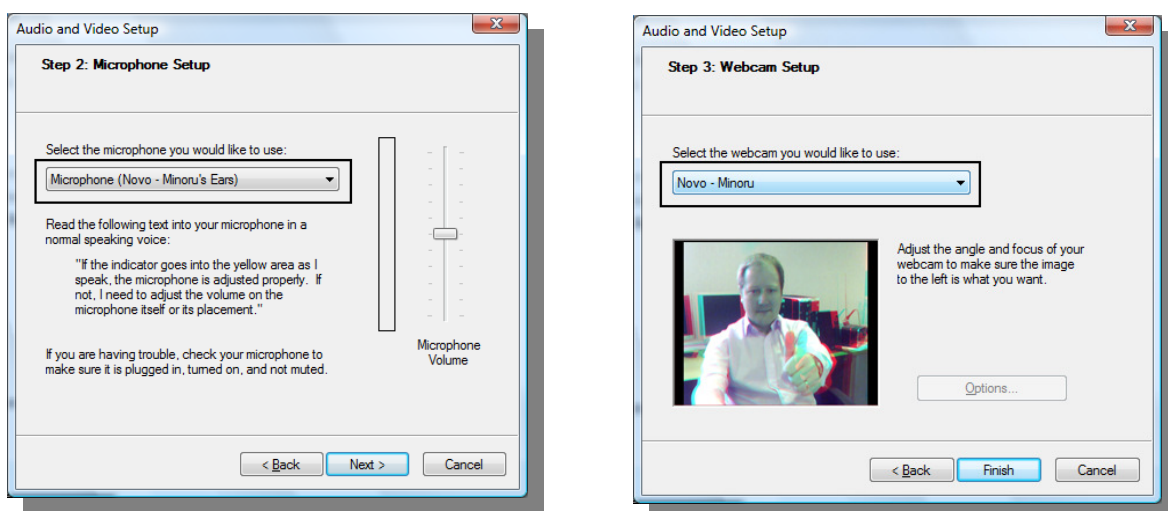 Audio and Video Setup
Step 2: Microphone Setup
Select the microphone you would like to use:
Microphone (Novo - Minoru's Ears)
Read the following text into your microphone in a
normal speaking voice:
"If the indicator goes into the yellow area as I
speak, the microphone is adjusted properly. If
not, I need to adjust the volume on the
microphone itself or its placement."
If you are having trouble, check your microphone to
make sure it is plugged in, turned on, and not muted.
Microphone
Volume
< Back
Next >
Cancel
Audio and Video Setup
Step 3: Webcam Setup
Select the webcam you would like to use:
Novo - Minoru
Adjust the angle and focus of your
webcam to make sure the image
to the left is what you want.
Options...
< Back
Finish
Cancel